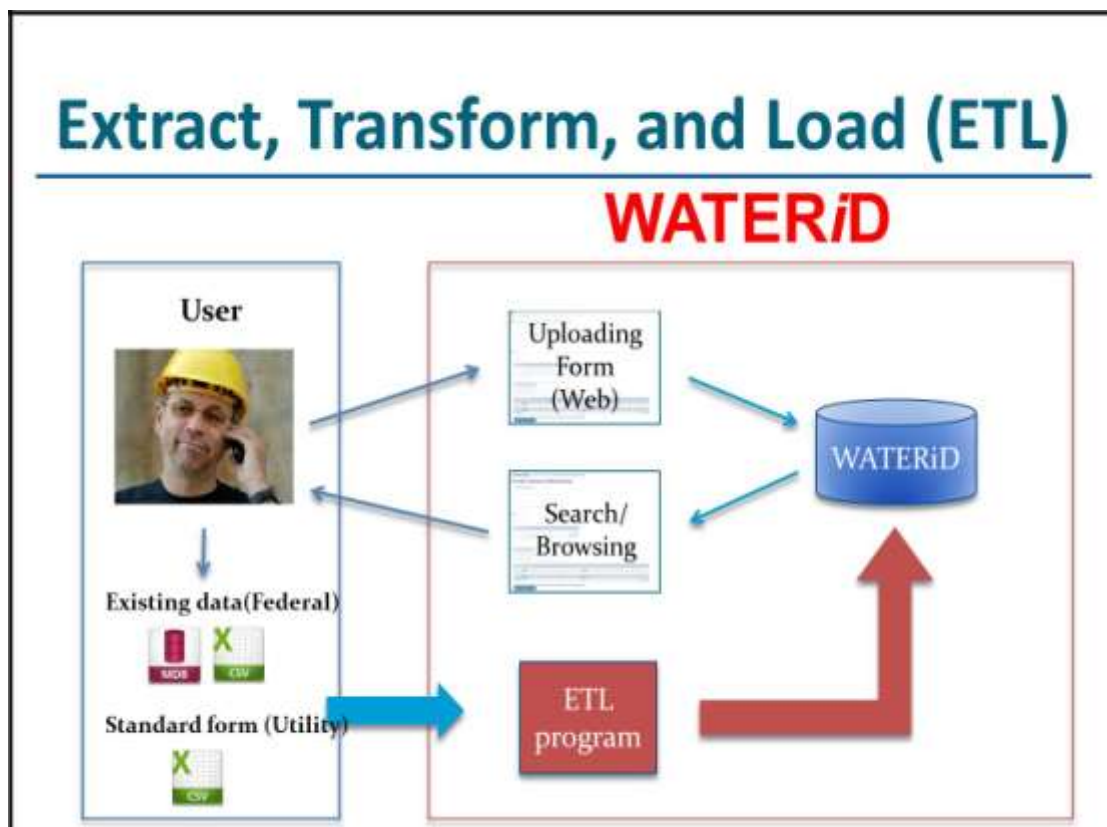 Extract, Transform, and Load (ETL)
WATERiD
User
Uploading
Form
(Web)
WATERiD
Search/
Browsing
Existing data(Federal)
MDB
CSV
Standard form (Utility)
CSV
ETL
program